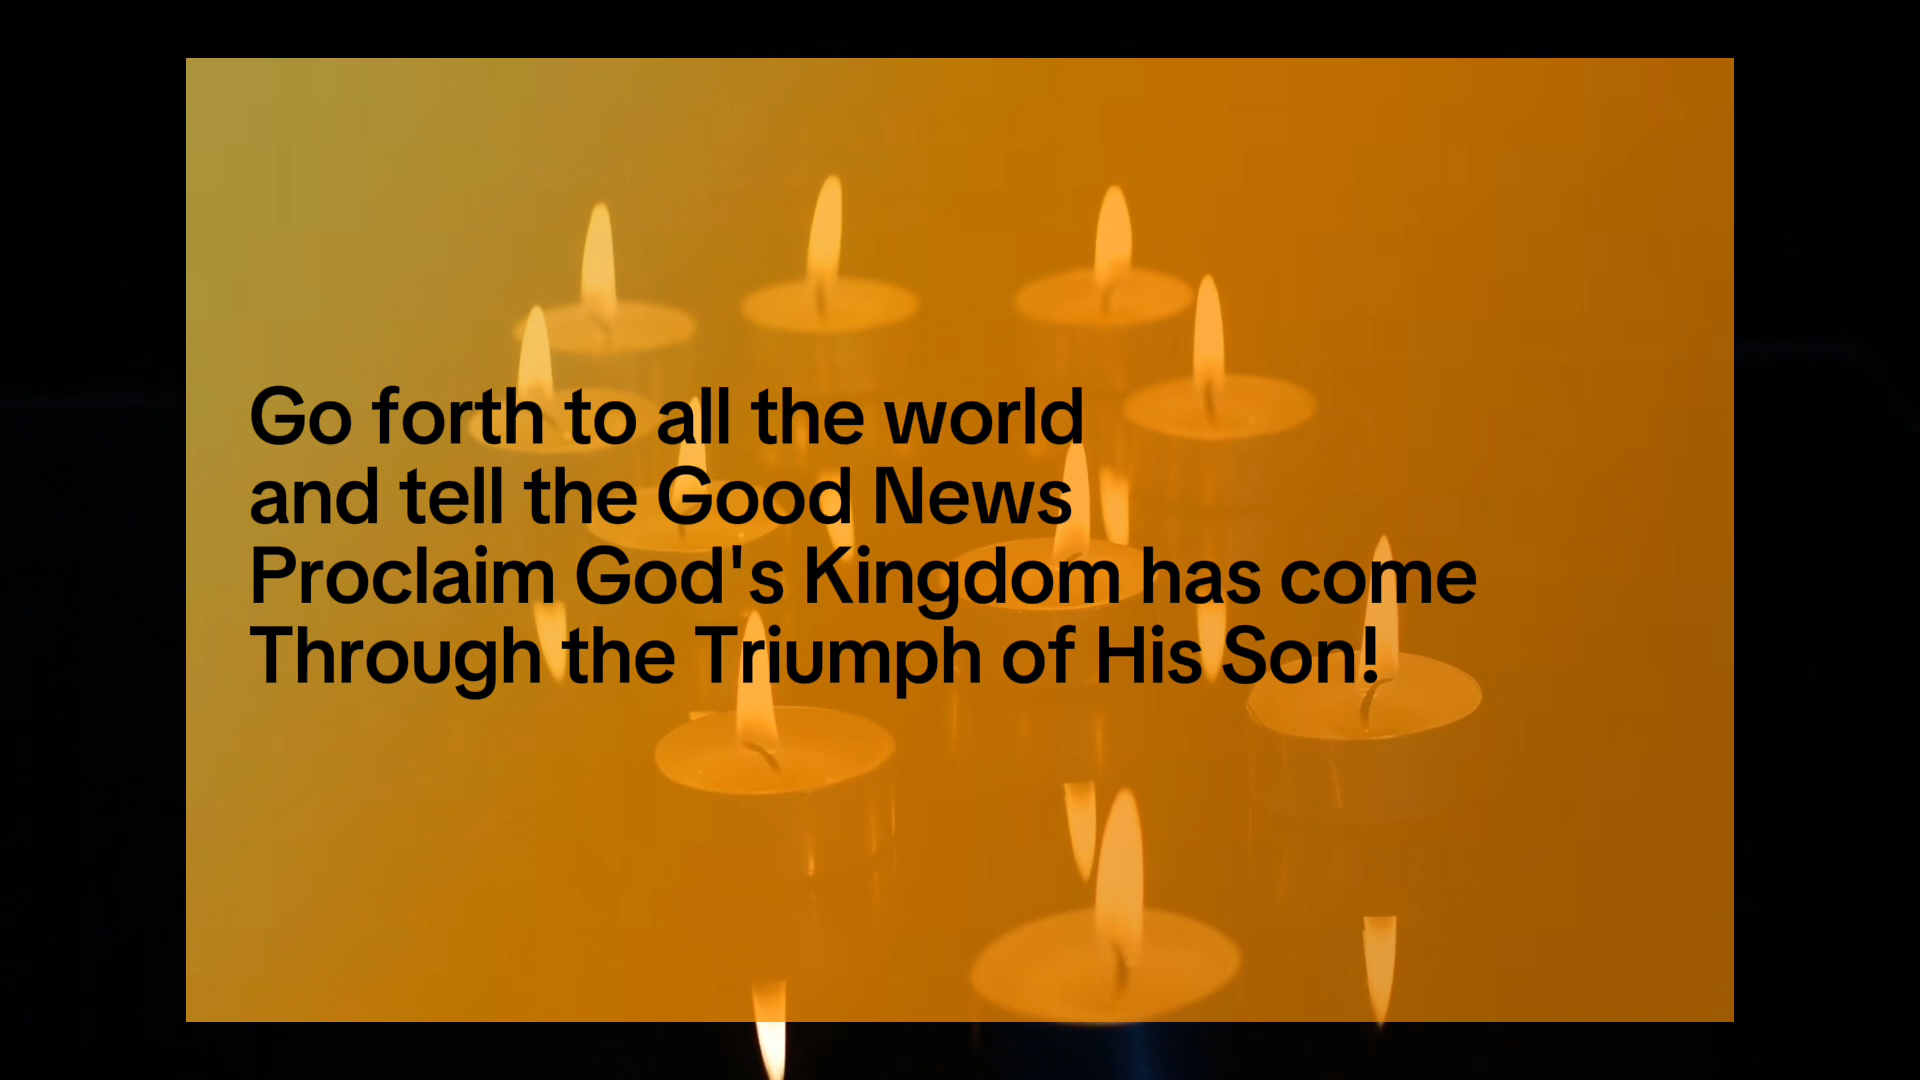 Go forth to all the world
and tell the Good News
Proclaim God's Kingdom has come
Through the Triumph of His Son!